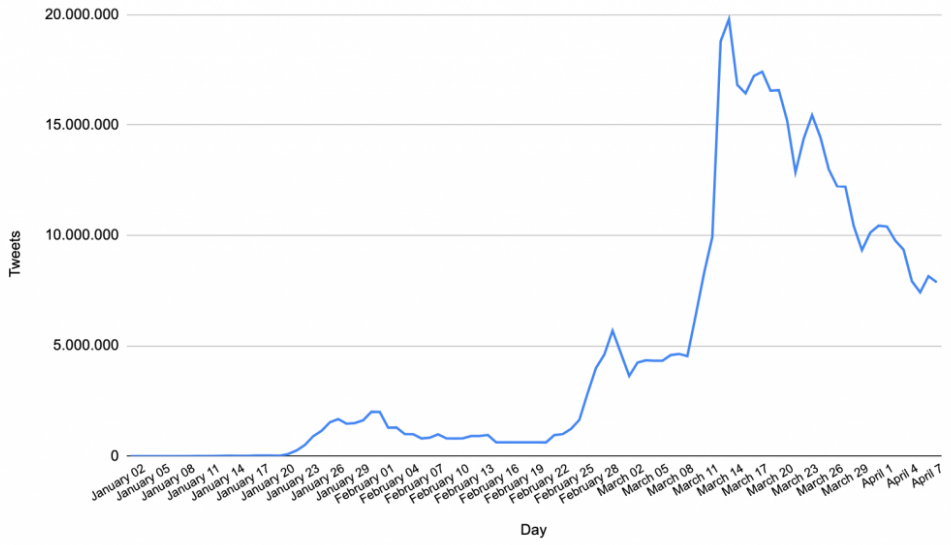 20.000.000
15.000.000
10.000.000
5.000.000
0
Tweets
January 02
January 05
January 08
January 11
January 14
January 17
January 20
January 23
January 26
January 29
February 01
February 04
February 07
February 10
February 13
February 16
February 19
February 22
February 25
February 28
March 02
March 05
March 08
March 11
March 14
March 17
March 20
March 23
March 26
March 29
April 1
April 4
April 7
Day